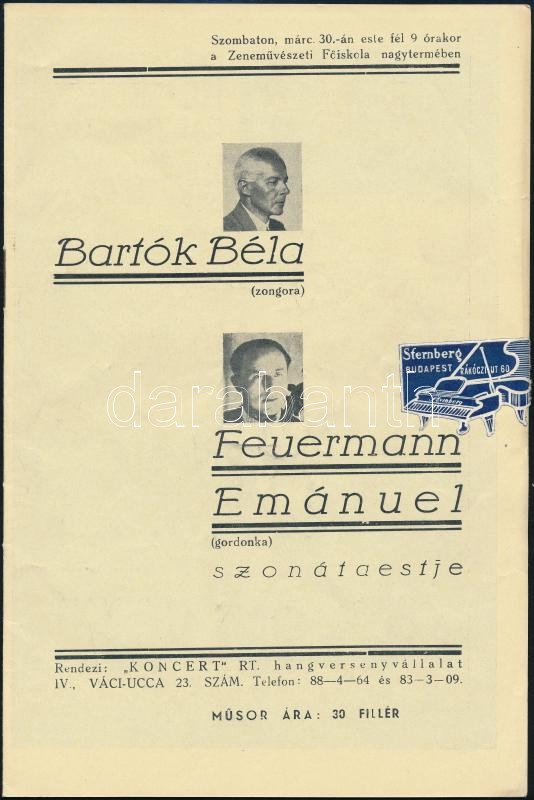 Szombaton, márc. 30.-án este fél 9 órakor
a Zeneművészeti Főiskola nagytermében
Bartók Béla
(zongora)
Sternberg
BUDAPEST RÁKÓCZI UT 60
Sternberg
darabanth
Feuermann
Emánuel
(gordonka)
szonátaestje
Rendezi: „KONCERT" RT. hangversenyvállalat
IV., VÁCI-UCCA 23. SZÁM. Telefon: 88—4—64 és 83—3—09.
MŰSOR ÁRA: 30 FILLÉR